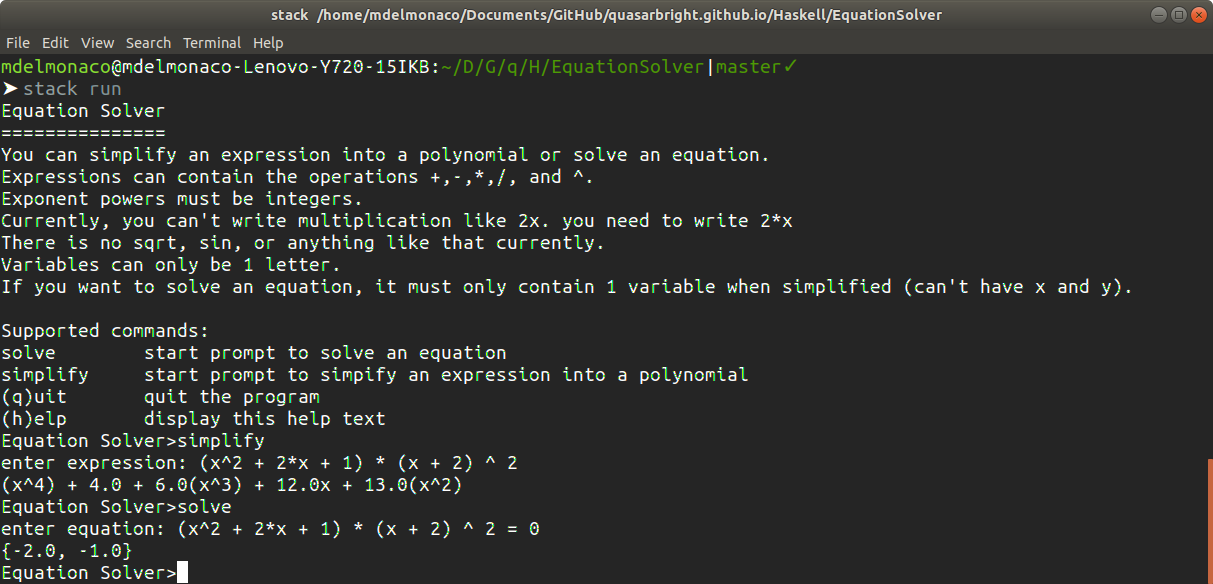 stack /home/mdelmonaco/Documents/GitHub/quasarbright.github.io/Haskell/EquationSolver
File Edit View Search Terminal Help
mdelmonaco@mdelmonaco-Lenovo-Y720-15IKB:~/D/G/q/H/EquationSolver|master✓
➤ stack run
Equation Solver
===============
You can simplify an expression into a polynomial or solve an equation.
Expressions can contain the operations +,-,*,/, and ^.
Exponent powers must be integers.
Currently, you can't write multiplication like 2x. you need to write 2*x
There is no sqrt, sin, or anything like that currently.
Variables can only be 1 letter.
If you want to solve an equation, it must only contain 1 variable when simplified (can't have x and y).

Supported commands:
solve        start prompt to solve an equation
simplify     start prompt to simpify an expression into a polynomial
(q)uit       quit the program
(h)elp       display this help text
Equation Solver>simplify
enter expression: (x^2 + 2*x + 1) * (x + 2) ^ 2
(x^4) + 4.0 + 6.0(x^3) + 12.0x + 13.0(x^2)
Equation Solver>solve
enter equation: (x^2 + 2*x + 1) * (x + 2) ^ 2 = 0
{-2.0, -1.0}
Equation Solver>